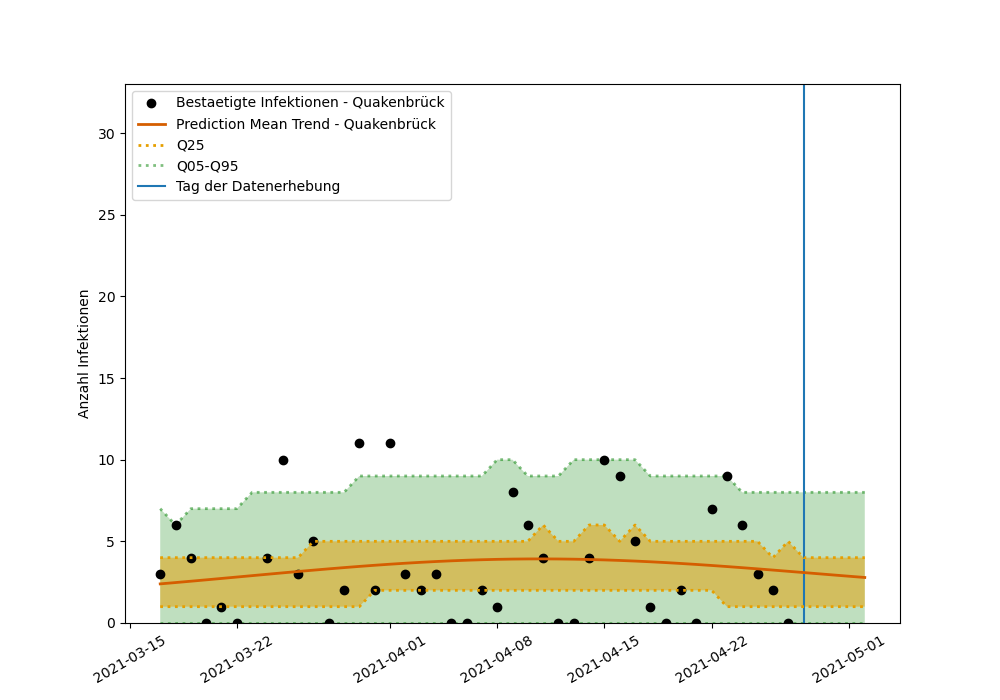 Bestaetigte Infektionen - Quakenbrück
Prediction Mean Trend - Quakenbrück
Q25
Q05-Q95
Tag der Datenerhebung
Anzahl Infektionen
30
25
20
15
10
5
0
2021-03-15
2021-03-22
2021-04-01
2021-04-08
2021-04-15
2021-04-22
2021-05-01